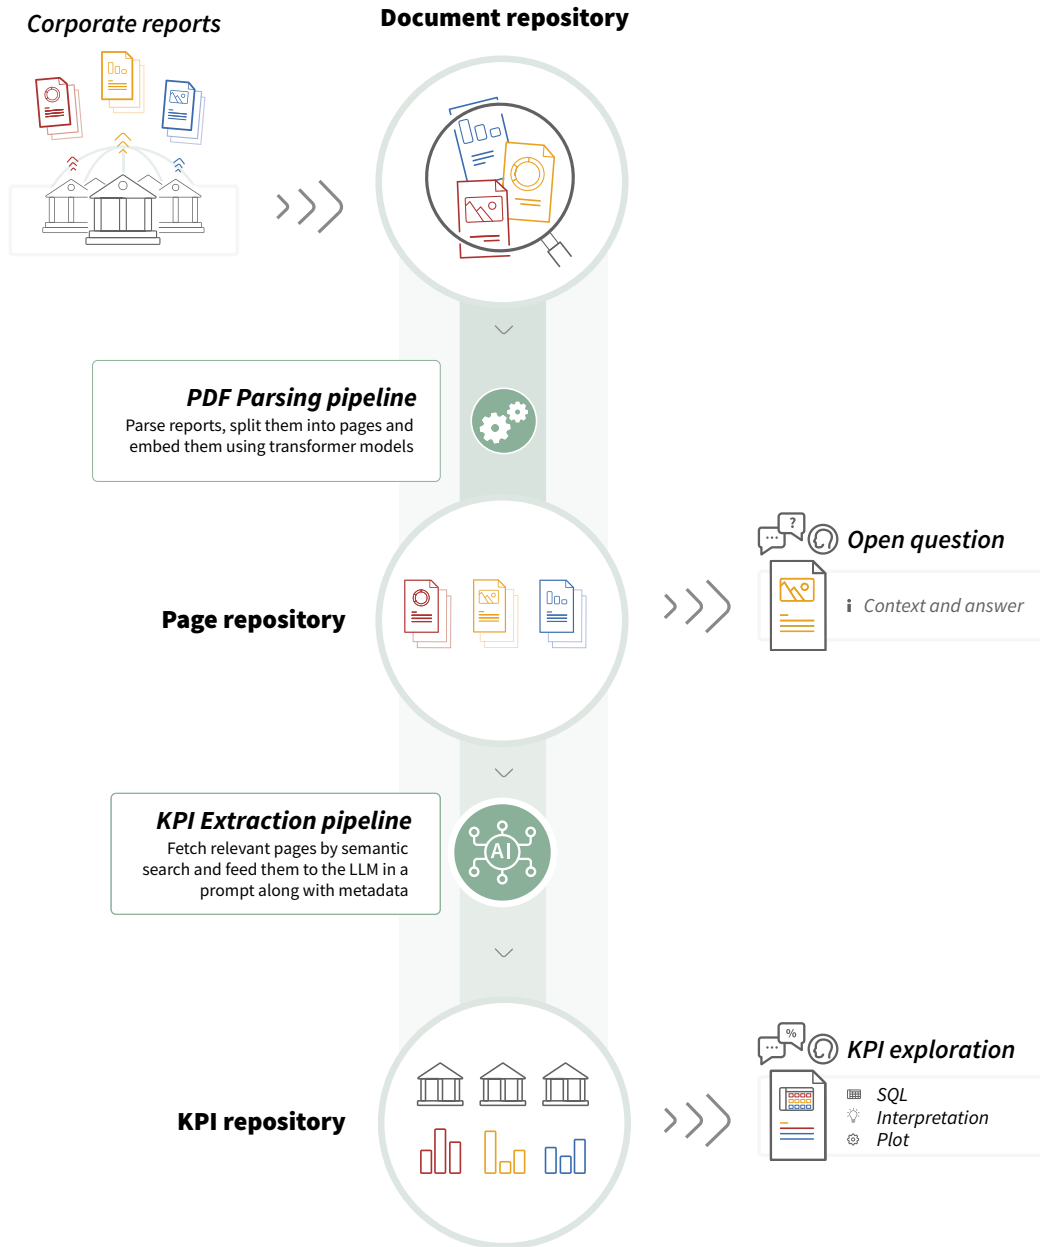 Corporate reports
Document repository
PDF Parsing pipeline
Parse reports, split them into pages and
embed them using transformer models
?
Open question
Page repository
i Context and answer
KPI Extraction pipeline
Fetch relevant pages by semantic
search and feed them to the LLM in a
prompt along with metadata
AI
%
KPI exploration
SQL
Interpretation
Plot
KPI repository